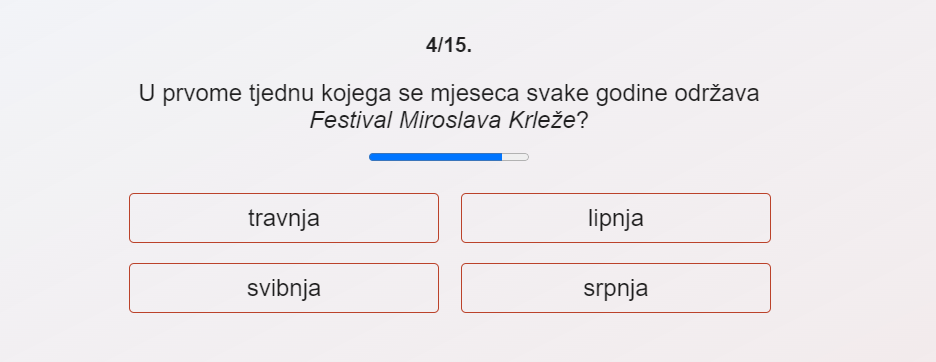 4/15.
U prvome tjednu kojega se mjeseca svake godine održava
Festival Miroslava Krleže?
travnja
lipnja
svibnja
srpnja